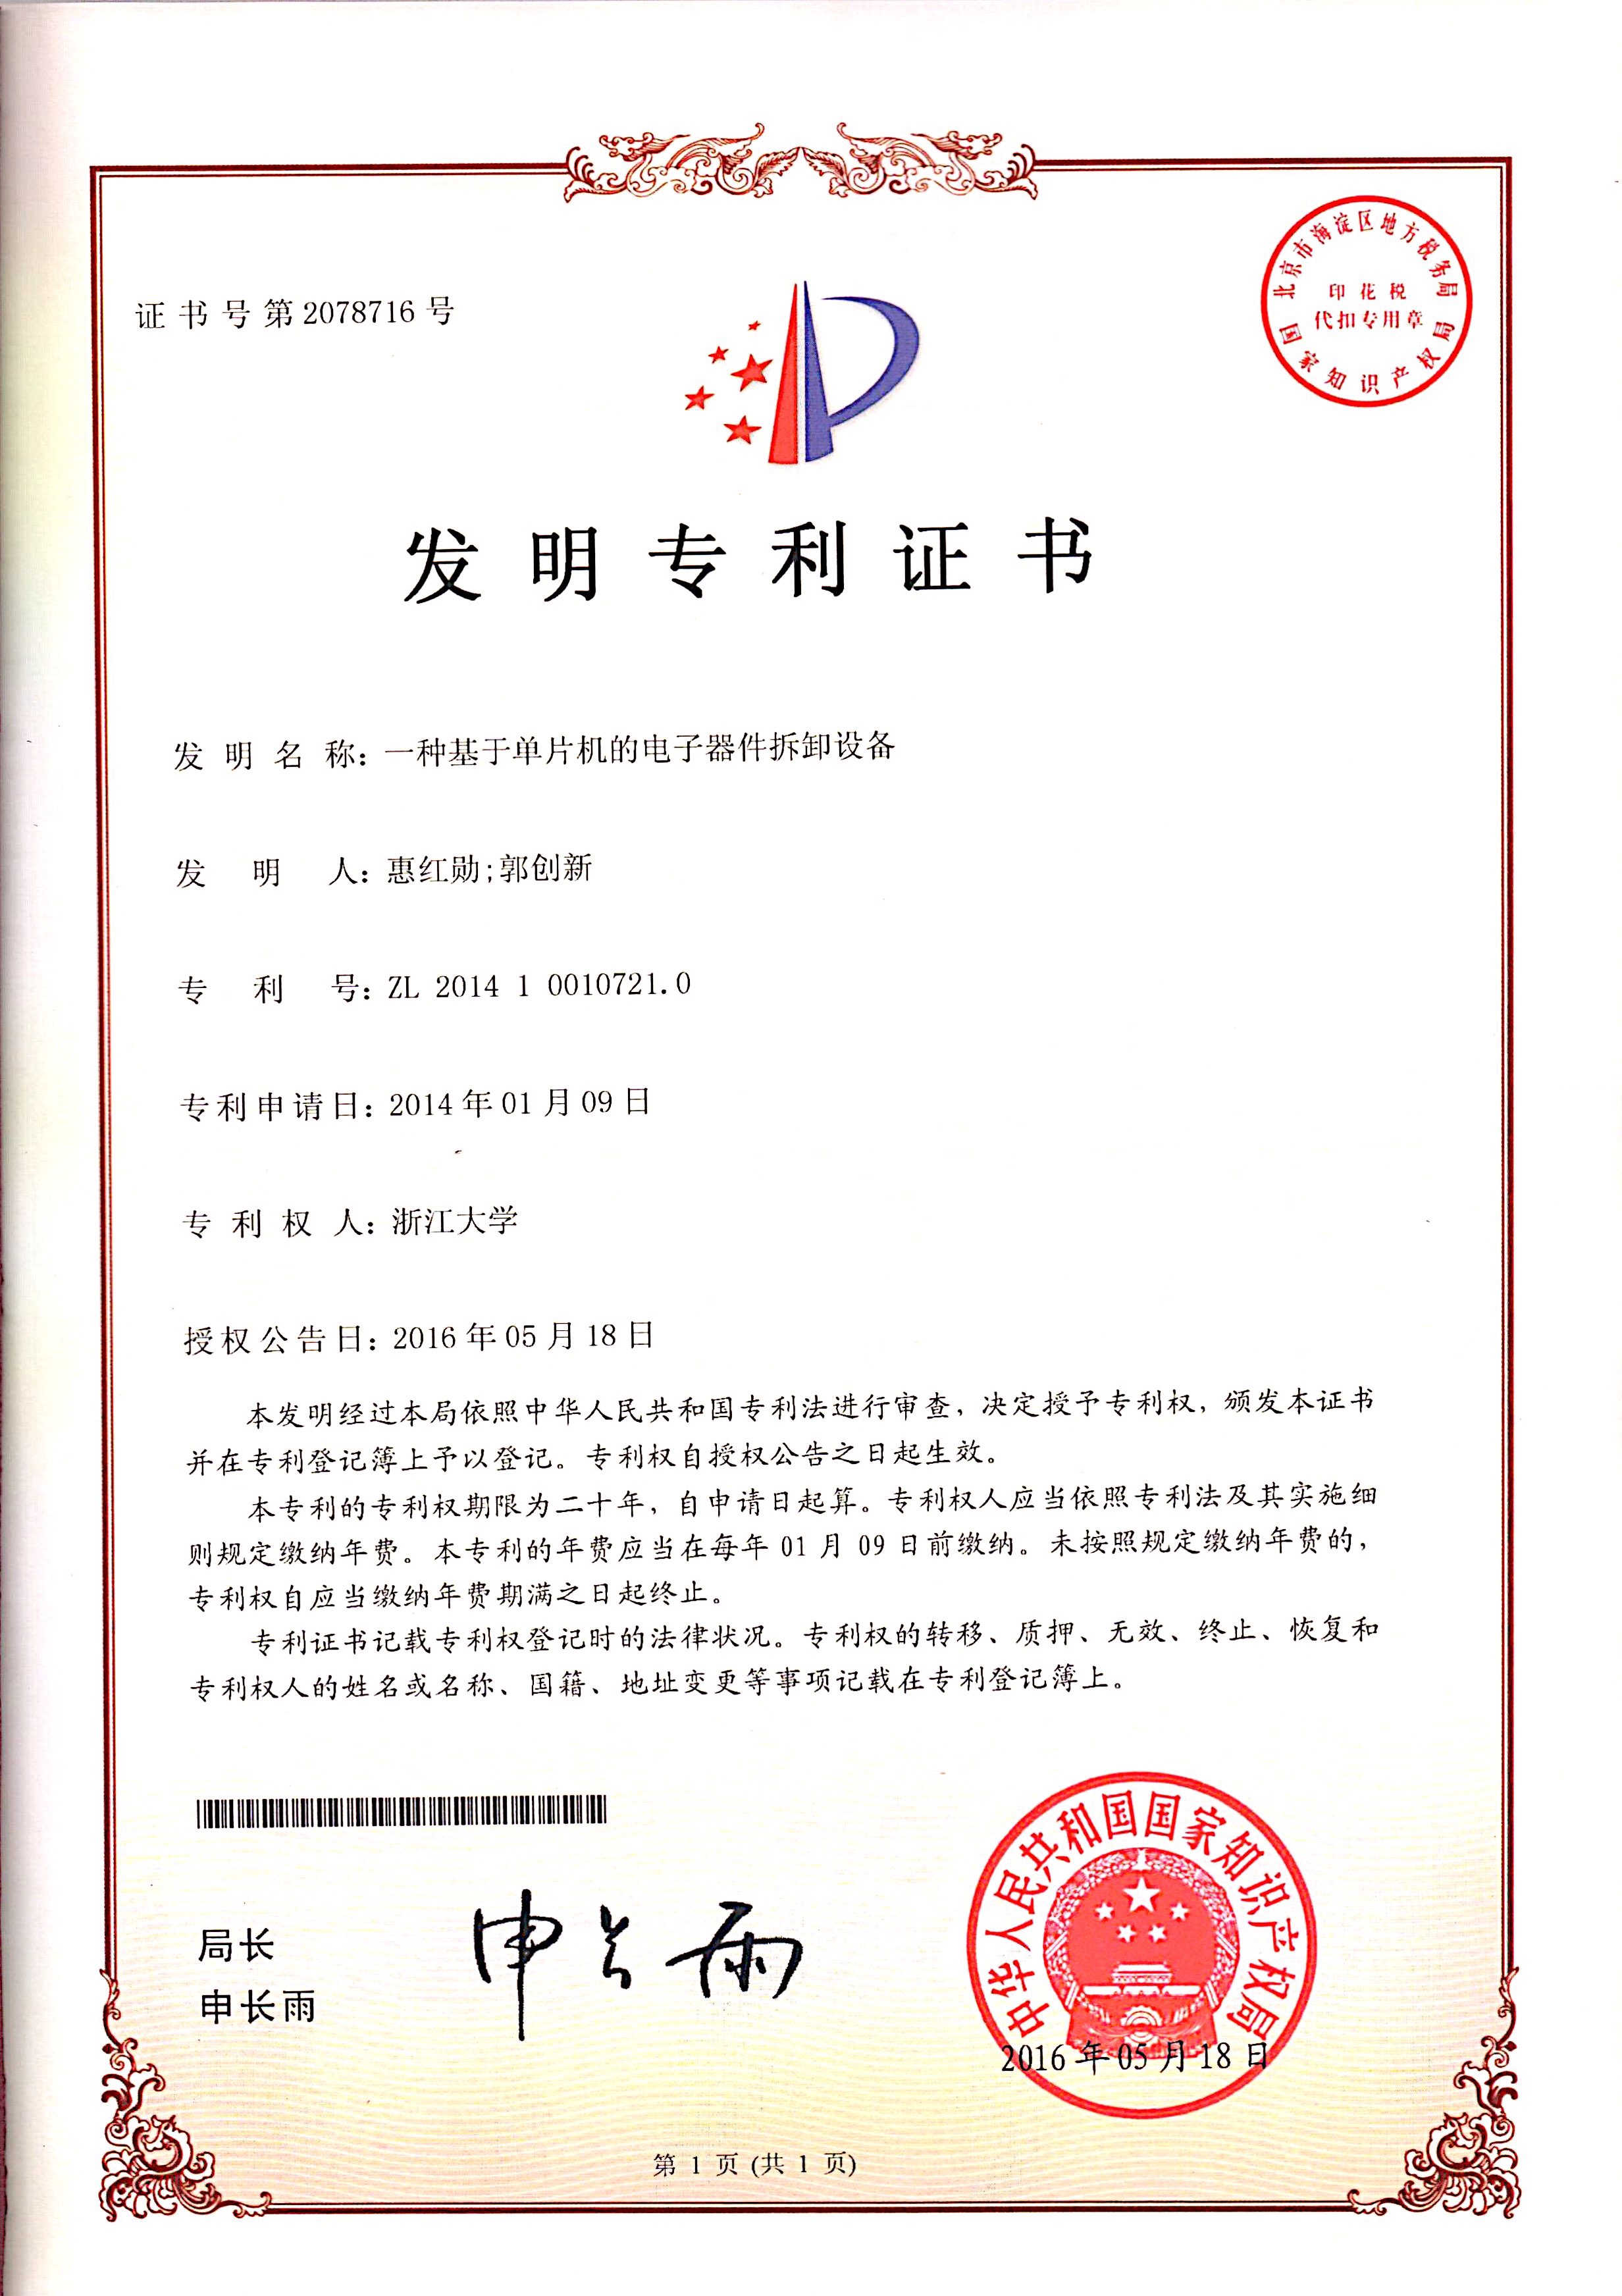 证书号第2078716号
北京市海淀区地方税务局
印花税
代扣专用章
国家知识产权局
发明专利证书
发明名称：一种基于单片机的电子器件拆卸设备
发明人：惠红勋;郭创新
专利号：ZL 2014 1 0010721.0
专利申请日：2014年01月09日
专利权人：浙江大学
授权公告日：2016年05月18日
本发明经过本局依照中华人民共和国专利法进行审查，决定授予专利权，颁发本证书
并在专利登记簿上予以登记。专利权自授权公告之日起生效。
本专利的专利权期限为二十年，自申请日起算。专利权人应当依照专利法及其实施细
则规定缴纳年费。本专利的年费应当在每年 01 月 09 日前缴纳。未按照规定缴纳年费的，
专利权自应当缴纳年费期满之日起终止。
专利证书记载专利权登记时的法律状况。专利权的转移、质押、无效、终止、恢复和
专利权人的姓名或名称、国籍、地址变更等事项记载在专利登记簿上。
局长
申长雨
申长雨
中华人民共和国国家知识产权局
2016年05月18日
第 1 页 (共 1 页)